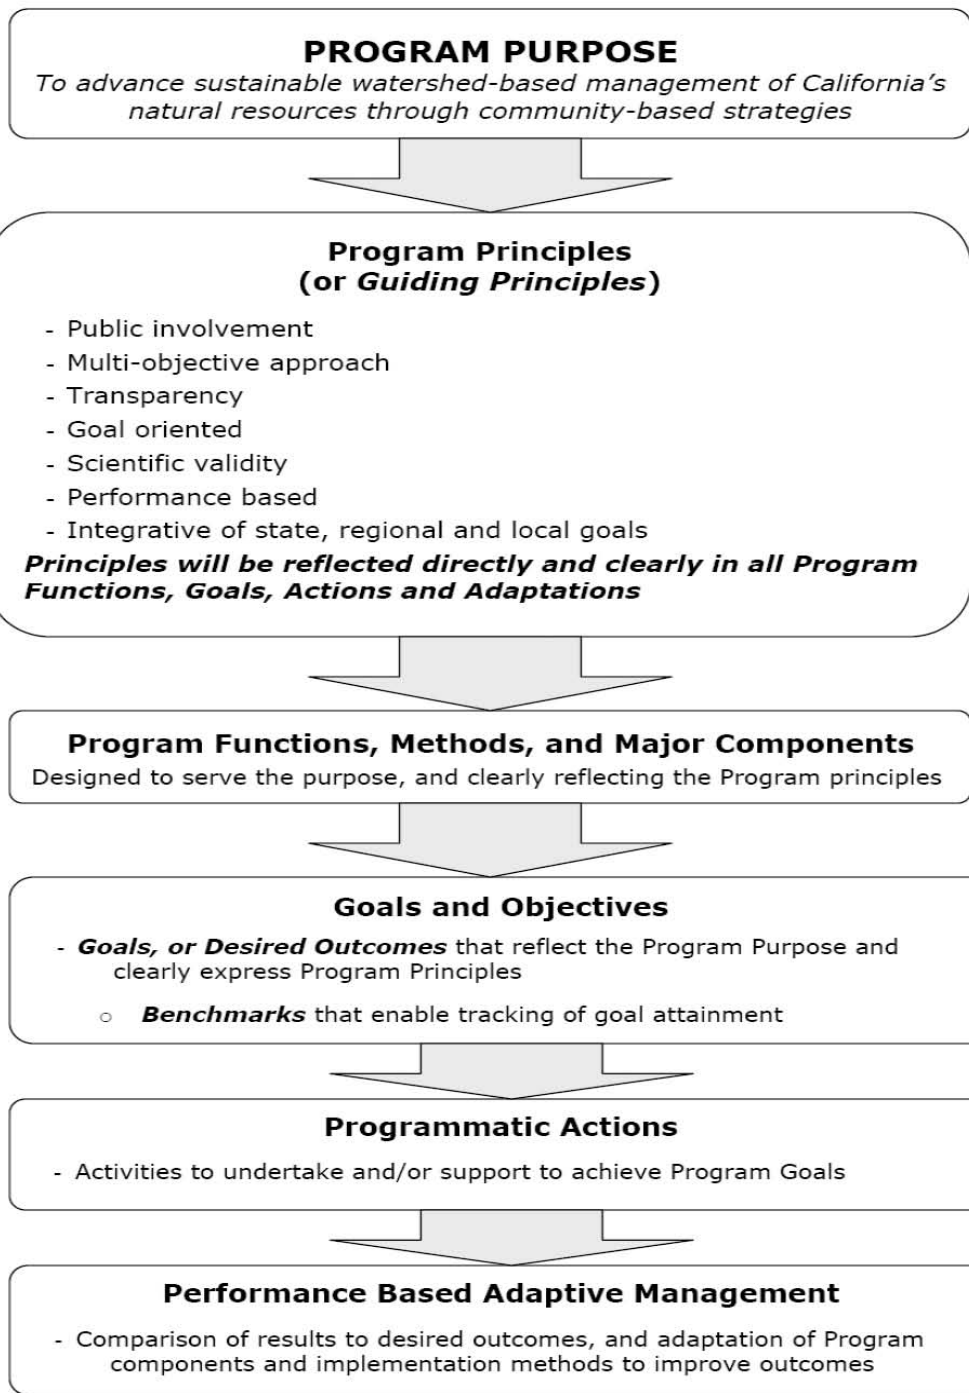 PROGRAM PURPOSE
To advance sustainable watershed-based management of California's
natural resources through community-based strategies
Program Principles
(or Guiding Principles)
- Public involvement
- Multi-objective approach
- Transparency
- Goal oriented
- Scientific validity
- Performance based
- Integrative of state, regional and local goals
Principles will be reflected directly and clearly in all Program
Functions, Goals, Actions and Adaptations
Program Functions, Methods, and Major Components
Designed to serve the purpose, and clearly reflecting the Program principles
Goals and Objectives
- Goals, or Desired Outcomes that reflect the Program Purpose and
clearly express Program Principles
o Benchmarks that enable tracking of goal attainment
Programmatic Actions
- Activities to undertake and/or support to achieve Program Goals
Performance Based Adaptive Management
- Comparison of results to desired outcomes, and adaptation of Program
components and implementation methods to improve outcomes